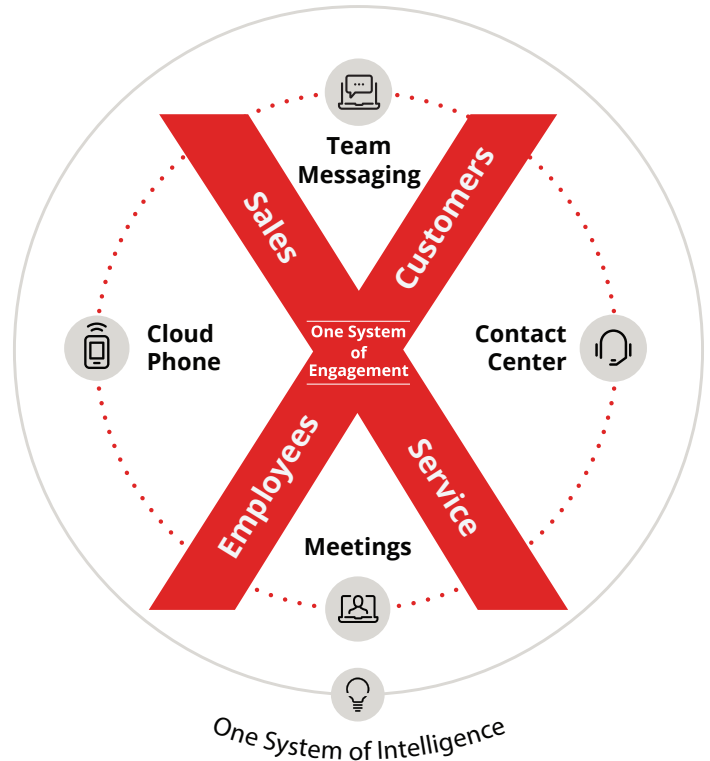 Team
Messaging
Sales
Customers
Cloud
Phone
One System
of
Engagement
Contact
Center
Employees
Service
Meetings
One System of Intelligence